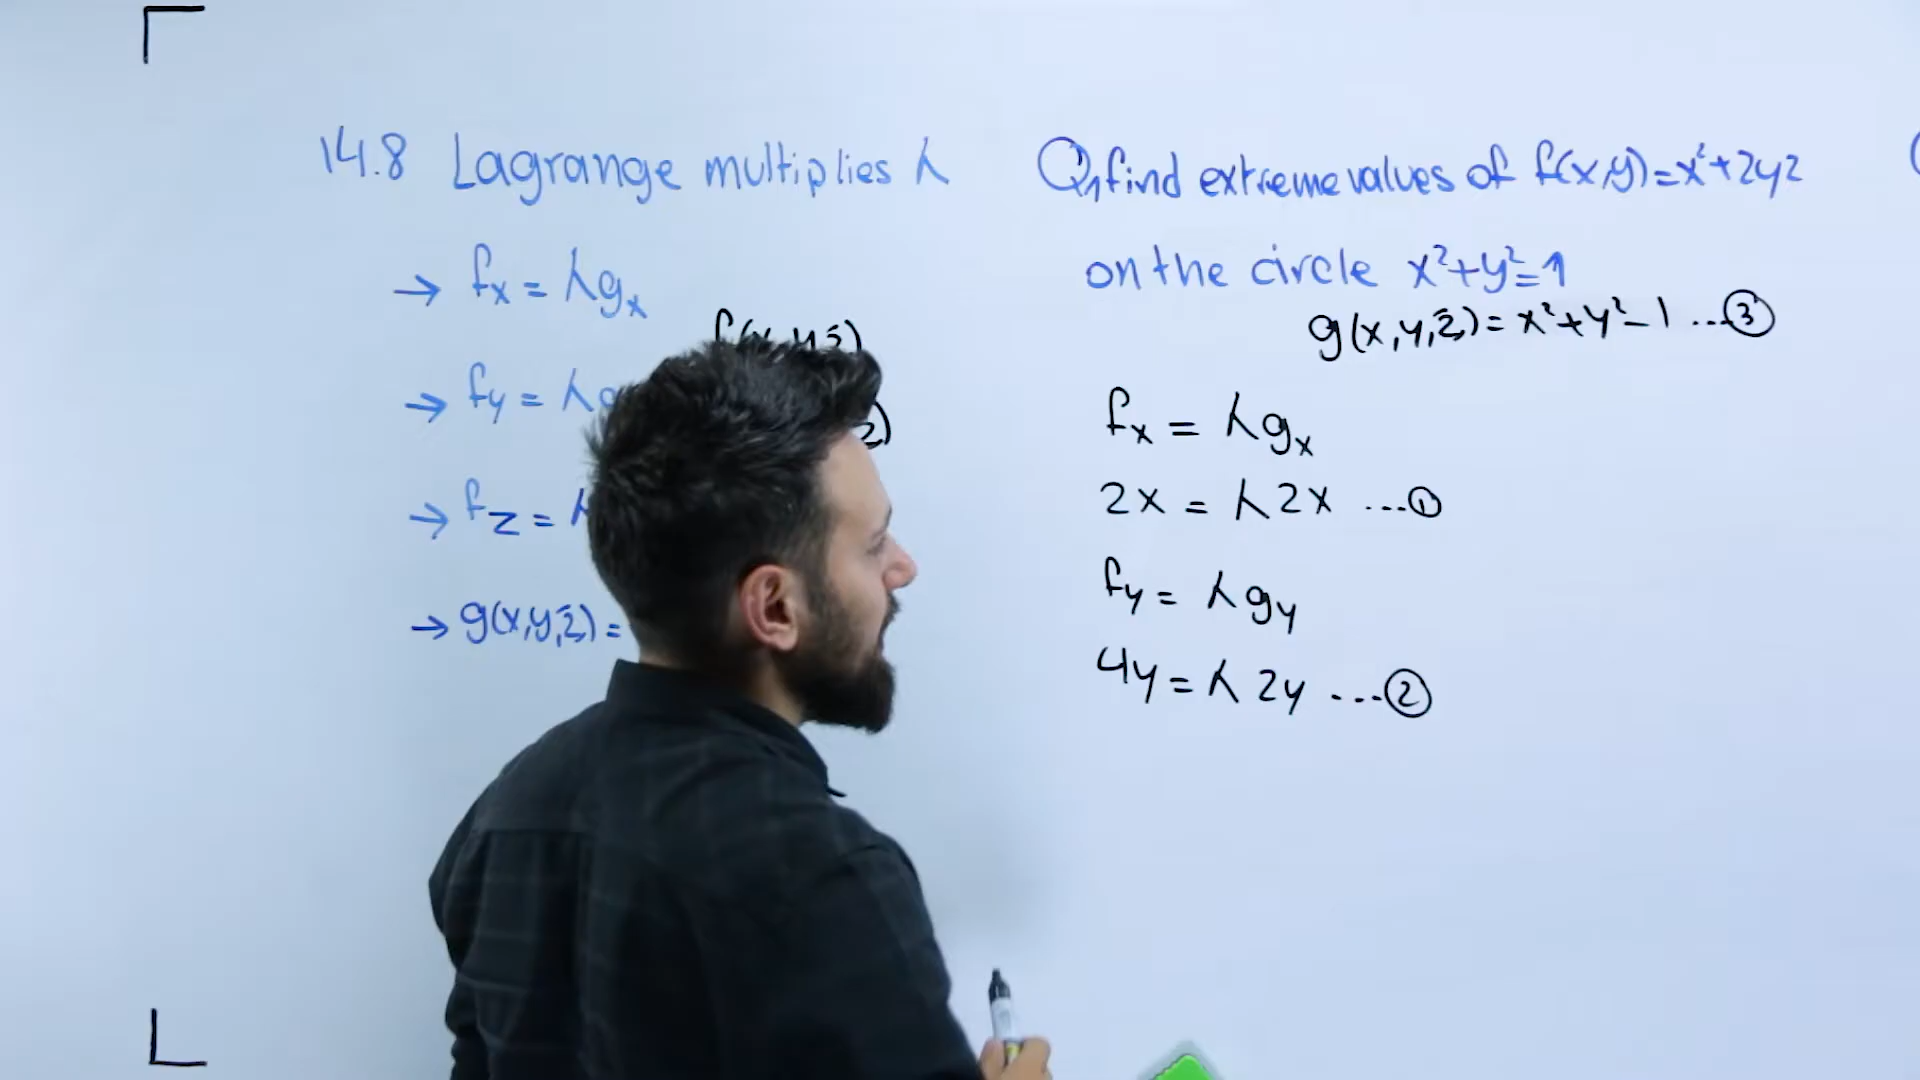 14.8 Lagrange multiplies λ
→ fx = λgx
f(x,y,z)
→ fy = λg
z)
→ fz = λ
→ g(x,y,z) =
Q1 find extreme values of f(x,y)=x²+2y2
on the circle x²+y²=1
g(x,y,z)= x²+y²-1 ...③
fx = λgx
2x = λ2x ...①
fy = λgy
4y = λ2y ...②